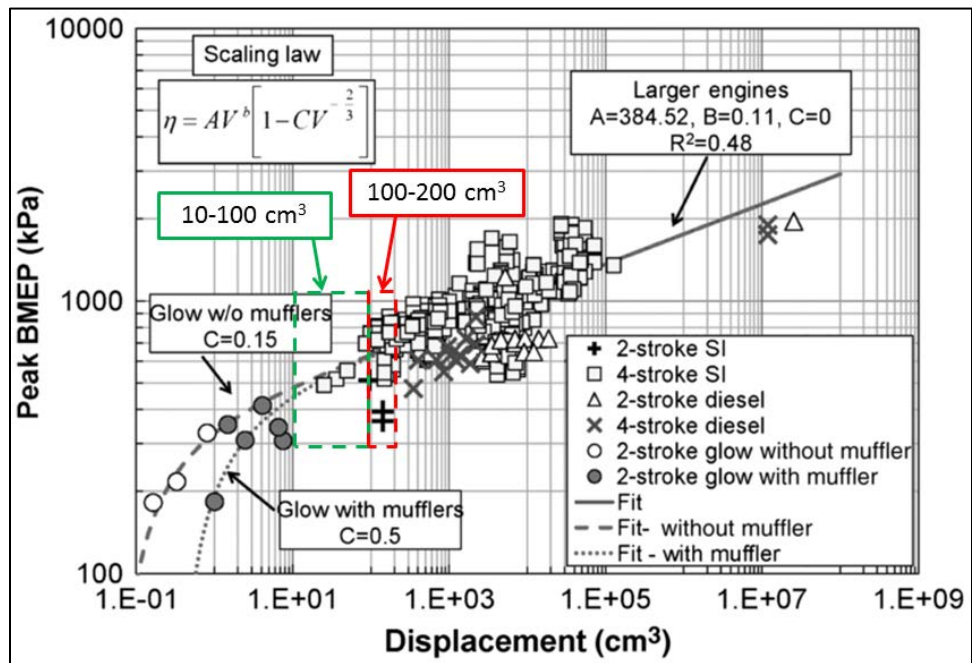 10000
Scaling law
η = AV^b [1 − CV^(−2/3)]
Larger engines
A=384.52, B=0.11, C=0
R²=0.48
100-200 cm³
10-100 cm³
Peak BMEP (kPa)
1000
Glow w/o mufflers
C=0.15
2-stroke SI
4-stroke SI
2-stroke diesel
4-stroke diesel
2-stroke glow without muffler
2-stroke glow with muffler
Fit
Fit- without muffler
Fit - with muffler
Glow with mufflers
C=0.5
100
1.E-01
1.E+01
1.E+03
1.E+05
1.E+07
1.E+09
Displacement (cm³)